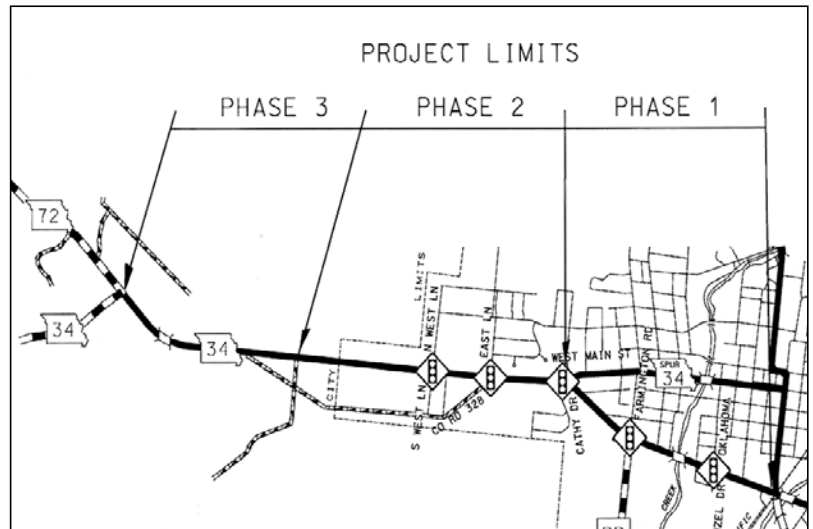 PROJECT LIMITS
PHASE 3
PHASE 2
PHASE 1
72
34
34
LIMITS
CITY
N WEST LN
S WEST LN
EAST LN
CO RD 328
WEST MAIN ST
CATHY DR
FARMINGTON RD
SPUR
34
OKLAHOMA
CREEK